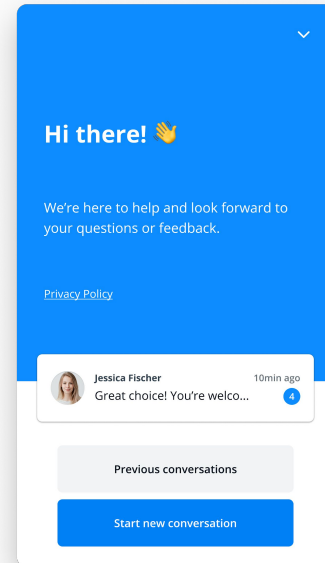 Hi there! 👋
We're here to help and look forward to
your questions or feedback.
Privacy Policy
Jessica Fischer 10min ago
Great choice! You're welco... 4
Previous conversations
Start new conversation